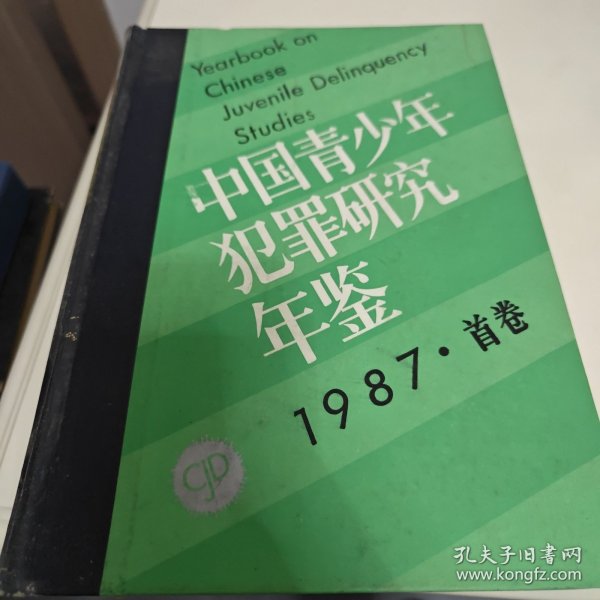 Yearbook on
Chinese
Juvenile Delinquency
Studies
中国青少年
犯罪研究
年鉴
1987·首卷
CJD
孔夫子旧书网
www.kongfz.com